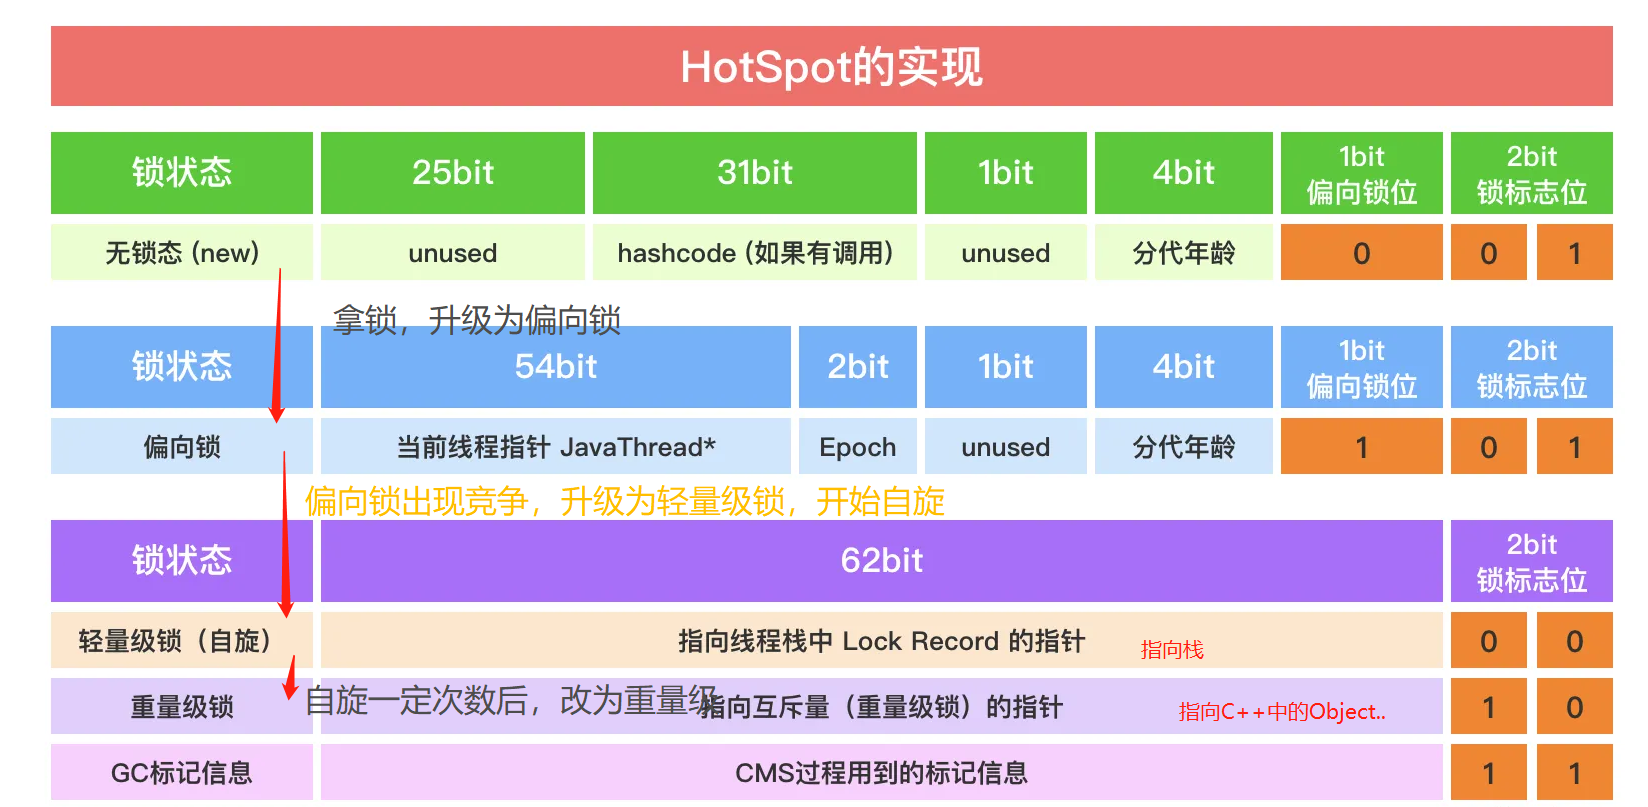 HotSpot的实现
锁状态 25bit 31bit 1bit 4bit 1bit 偏向锁位 2bit 锁标志位
无锁态 (new) unused hashcode (如果有调用) unused 分代年龄 0 0 1
拿锁，升级为偏向锁
锁状态 54bit 2bit 1bit 4bit 1bit 偏向锁位 2bit 锁标志位
偏向锁 当前线程指针 JavaThread* Epoch unused 分代年龄 1 0 1
偏向锁出现竞争，升级为轻量级锁，开始自旋
锁状态 62bit 2bit 锁标志位
轻量级锁（自旋） 指向线程栈中 Lock Record 的指针 指向栈 0 0
自旋一定次数后，改为重量级
重量级锁 指向互斥量（重量级锁）的指针 指向C++中的Object.. 1 0
GC标记信息 CMS过程用到的标记信息 1 1